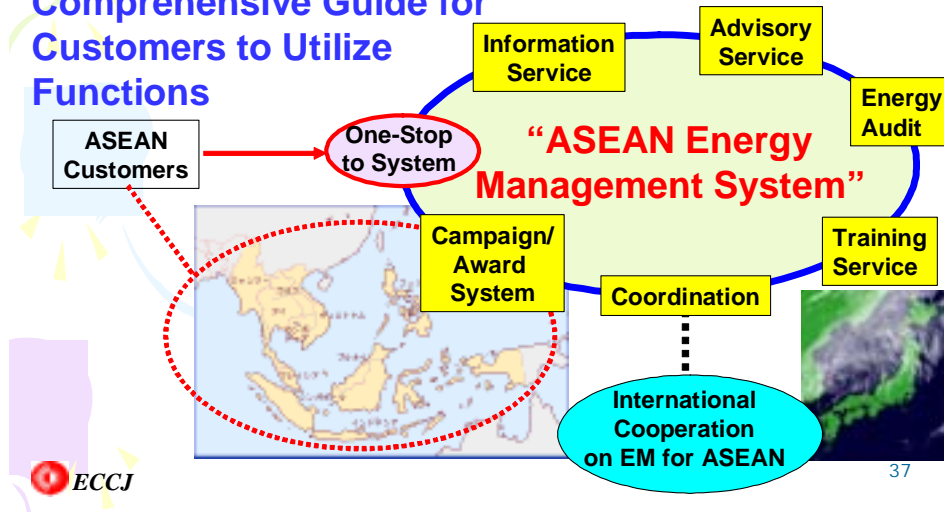 Comprehensive Guide for
Customers to Utilize
Functions
Information
Service
Advisory
Service
Energy
Audit
ASEAN
Customers
One-Stop
to System
“ASEAN Energy
Management System”
Campaign/
Award
System
Training
Service
Coordination
International
Cooperation
on EM for ASEAN
ECCJ
37